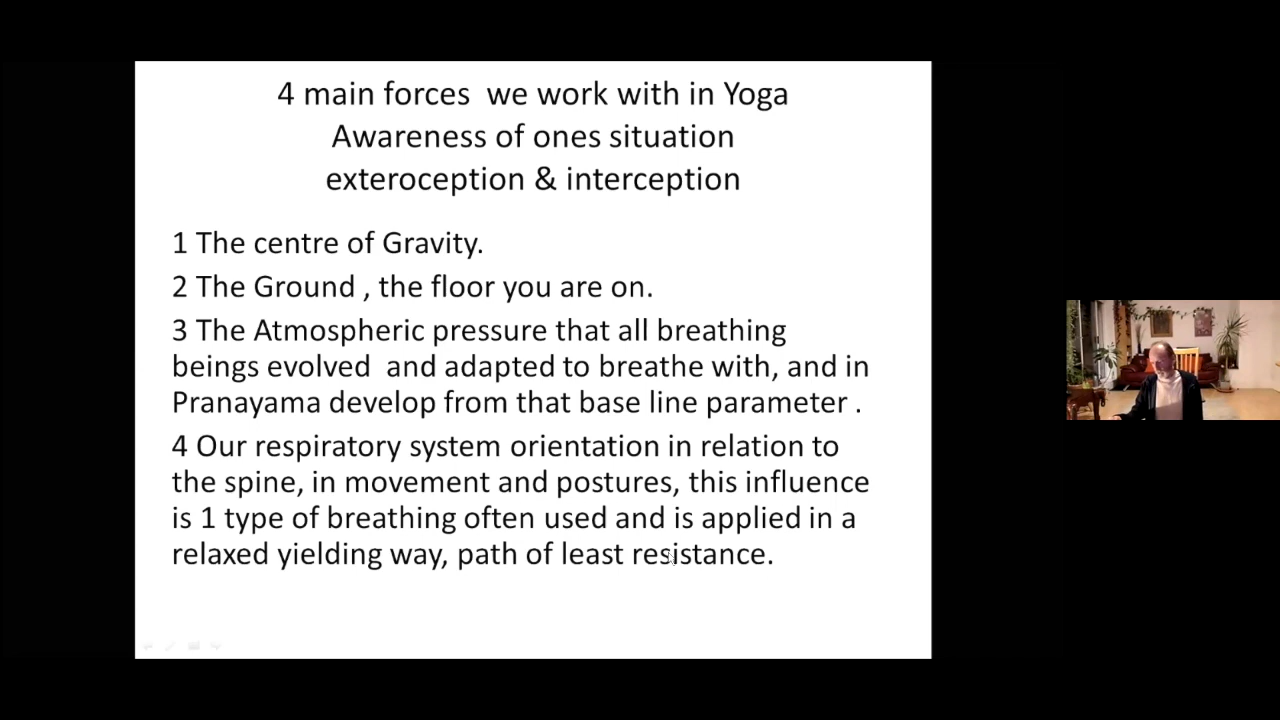 4 main forces  we work with in Yoga
Awareness of ones situation
exteroception & interception
1 The centre of Gravity.
2 The Ground , the floor you are on.
3 The Atmospheric pressure that all breathing
beings evolved  and adapted to breathe with, and in
Pranayama develop from that base line parameter .
4 Our respiratory system orientation in relation to
the spine, in movement and postures, this influence
is 1 type of breathing often used and is applied in a
relaxed yielding way, path of least resistance.